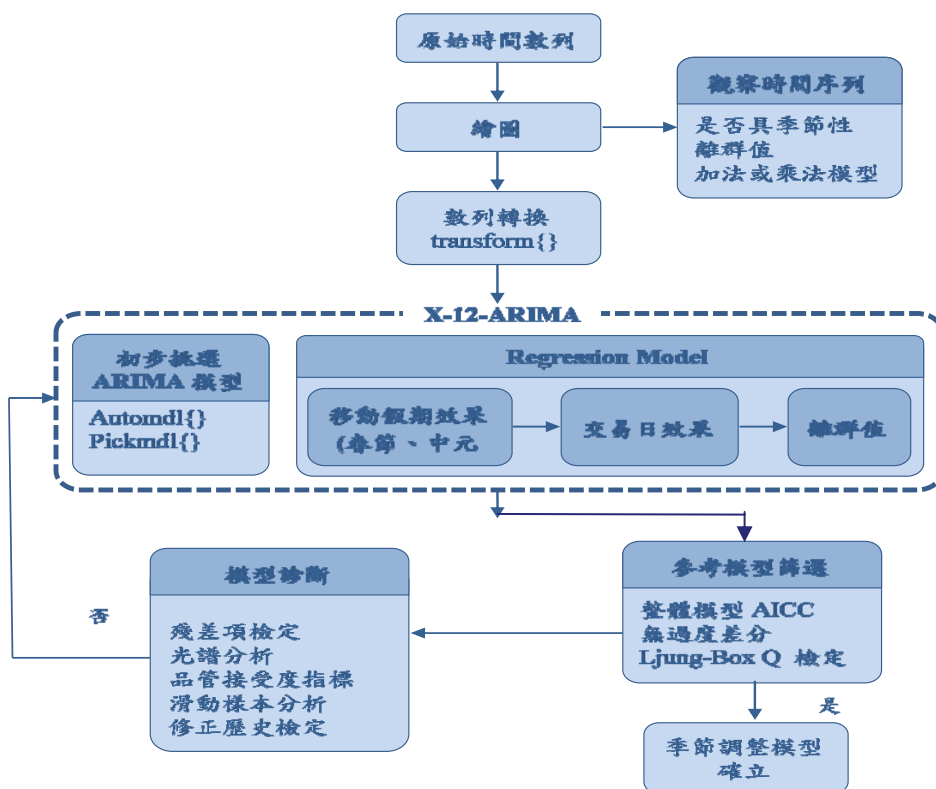 原始時間數列
繪圖
觀察時間序列
是否具季節性
離群值
加法或乘法模型
數列轉換
transform{}
X-12-ARIMA
初步挑選
ARIMA 模型
Automdl{}
Pickmdl{}
Regression Model
移動假期效果
(春節、中元
交易日效果
離群值
參考模型篩選
整體模型 AICC
無過度差分
Ljung-Box Q 檢定
模型診斷
殘差項檢定
光譜分析
品管接受度指標
滑動樣本分析
修正歷史檢定
否
是
季節調整模型
確立